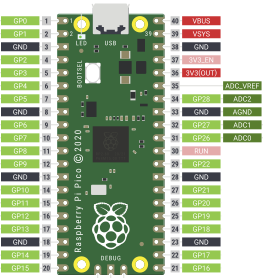 GP0 1 40 VBUS
GP1 2 39 VSYS
GND 3 38 GND
GP2 4 37 3V3_EN
GP3 5 36 3V3(OUT)
GP4 6 35 ADC_VREF
GP5 7 34 GP28 ADC2
GND 8 33 GND AGND
GP6 9 32 GP27 ADC1
GP7 10 31 GP26 ADC0
GP8 11 30 RUN
GP9 12 29 GP22
GND 13 28 GND
GP10 14 27 GP21
GP11 15 26 GP20
GP12 16 25 GP19
GP13 17 24 GP18
GND 18 23 GND
GP14 19 22 GP17
GP15 20 21 GP16
1
2
39
LED
USB
BOOTSEL
Raspberry Pi Pico ©2020
DEBUG